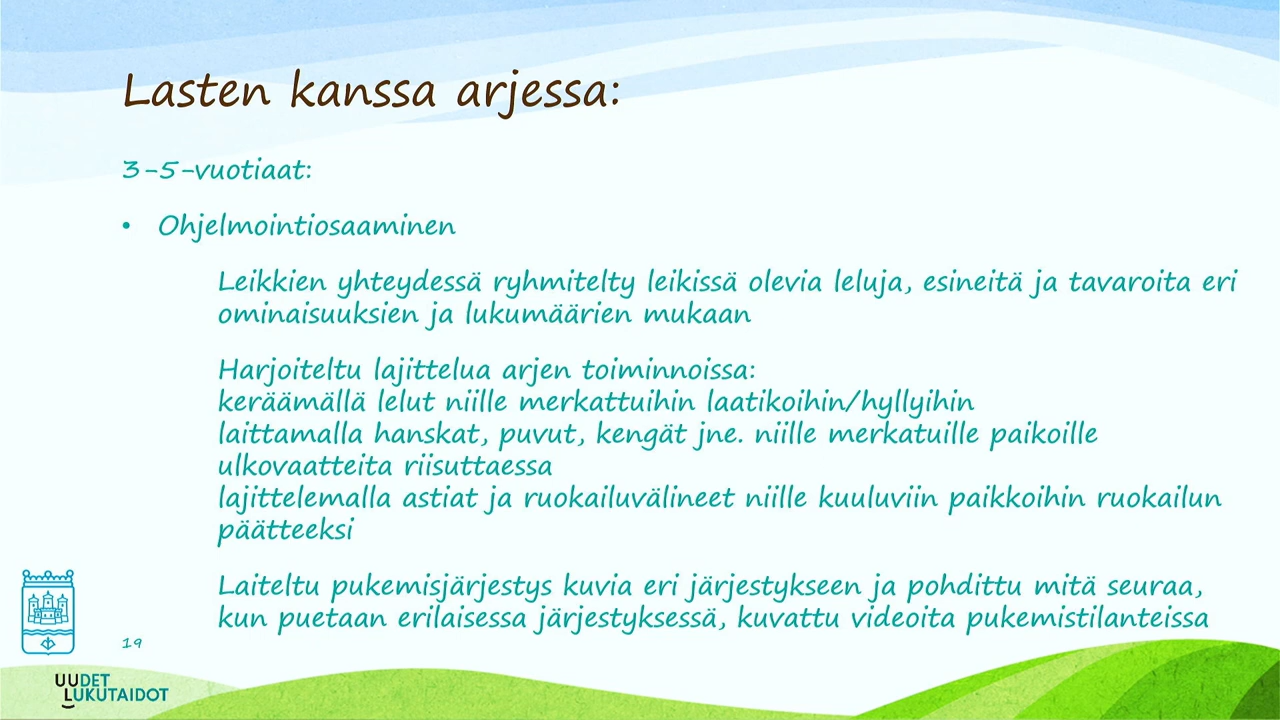 Lasten kanssa arjessa:
3-5-vuotiaat:
• Ohjelmointiosaaminen
Leikkien yhteydessä ryhmitelty leikissä olevia leluja, esineitä ja tavaroita eri
ominaisuuksien ja lukumäärien mukaan
Harjoiteltu lajittelua arjen toiminnoissa:
keräämällä lelut niille merkattuihin laatikoihin/hyllyihin
laittamalla hanskat, puvut, kengät jne. niille merkatuille paikoille
ulkovaatteita riisuttaessa
lajittelemalla astiat ja ruokailuvälineet niille kuuluviin paikkoihin ruokailun
päätteeksi
Laiteltu pukemisjärjestys kuvia eri järjestykseen ja pohdittu mitä seuraa,
kun puetaan erilaisessa järjestyksessä, kuvattu videoita pukemistilanteissa
19
UUDET
LUKUTAIDOT